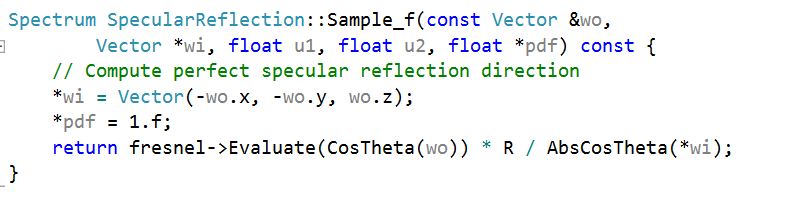 Spectrum SpecularReflection::Sample_f(const Vector &wo,
        Vector *wi, float u1, float u2, float *pdf) const {
    // Compute perfect specular reflection direction
    *wi = Vector(-wo.x, -wo.y, wo.z);
    *pdf = 1.f;
    return fresnel->Evaluate(CosTheta(wo)) * R / AbsCosTheta(*wi);
}